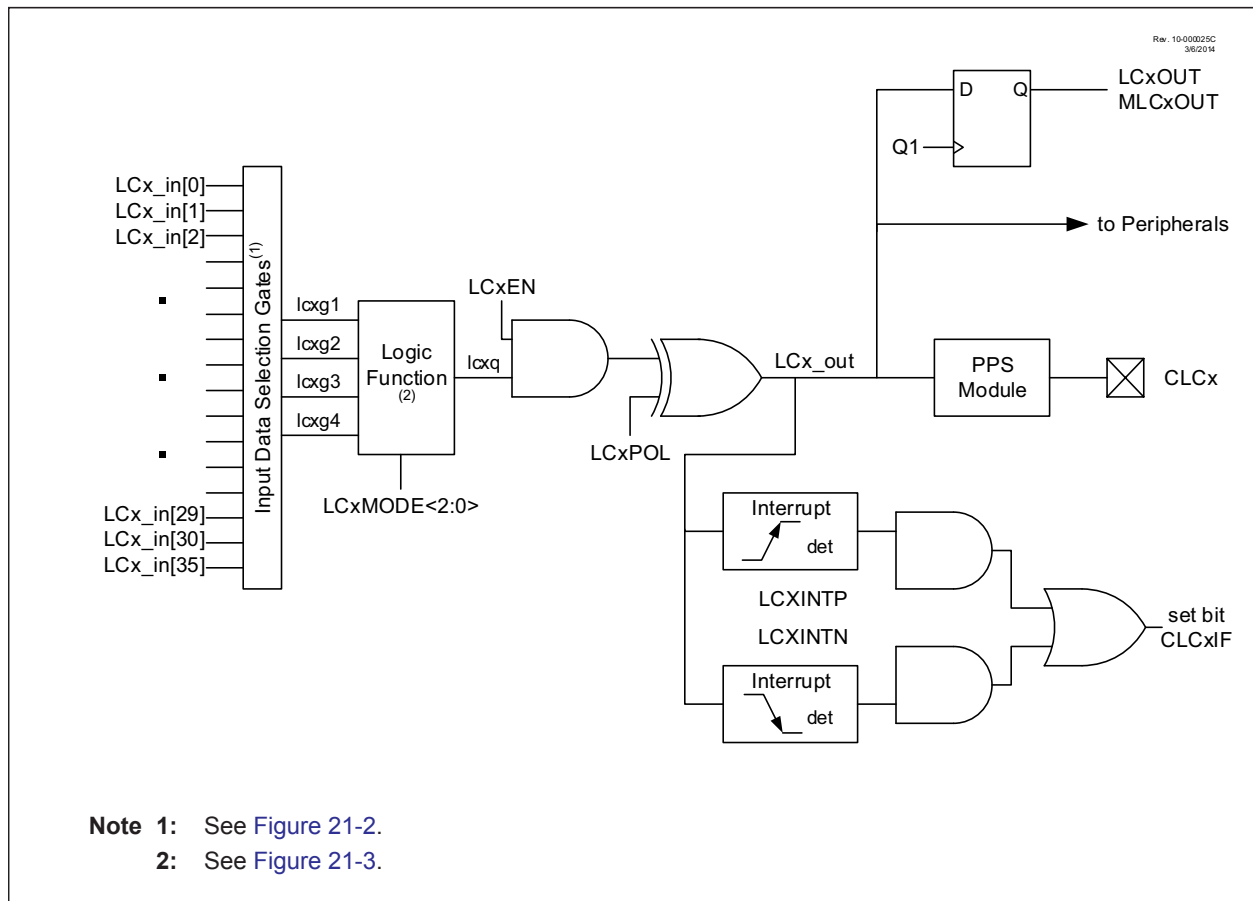 Rev. 10-000025C
3/6/2014
LCxOUT
MLCxOUT
D Q
Q1
to Peripherals
LCx_in[0]
LCx_in[1]
LCx_in[2]
LCx_in[29]
LCx_in[30]
LCx_in[35]
Input Data Selection Gates(1)
lcxg1
lcxg2
lcxg3
lcxg4
Logic
Function
(2)
LCxMODE<2:0>
lcxq
LCxEN
LCxPOL
LCx_out
PPS
Module
CLCx
Interrupt
det
LCXINTP
LCXINTN
Interrupt
det
set bit
CLCxIF
Note 1: See Figure 21-2.
2: See Figure 21-3.